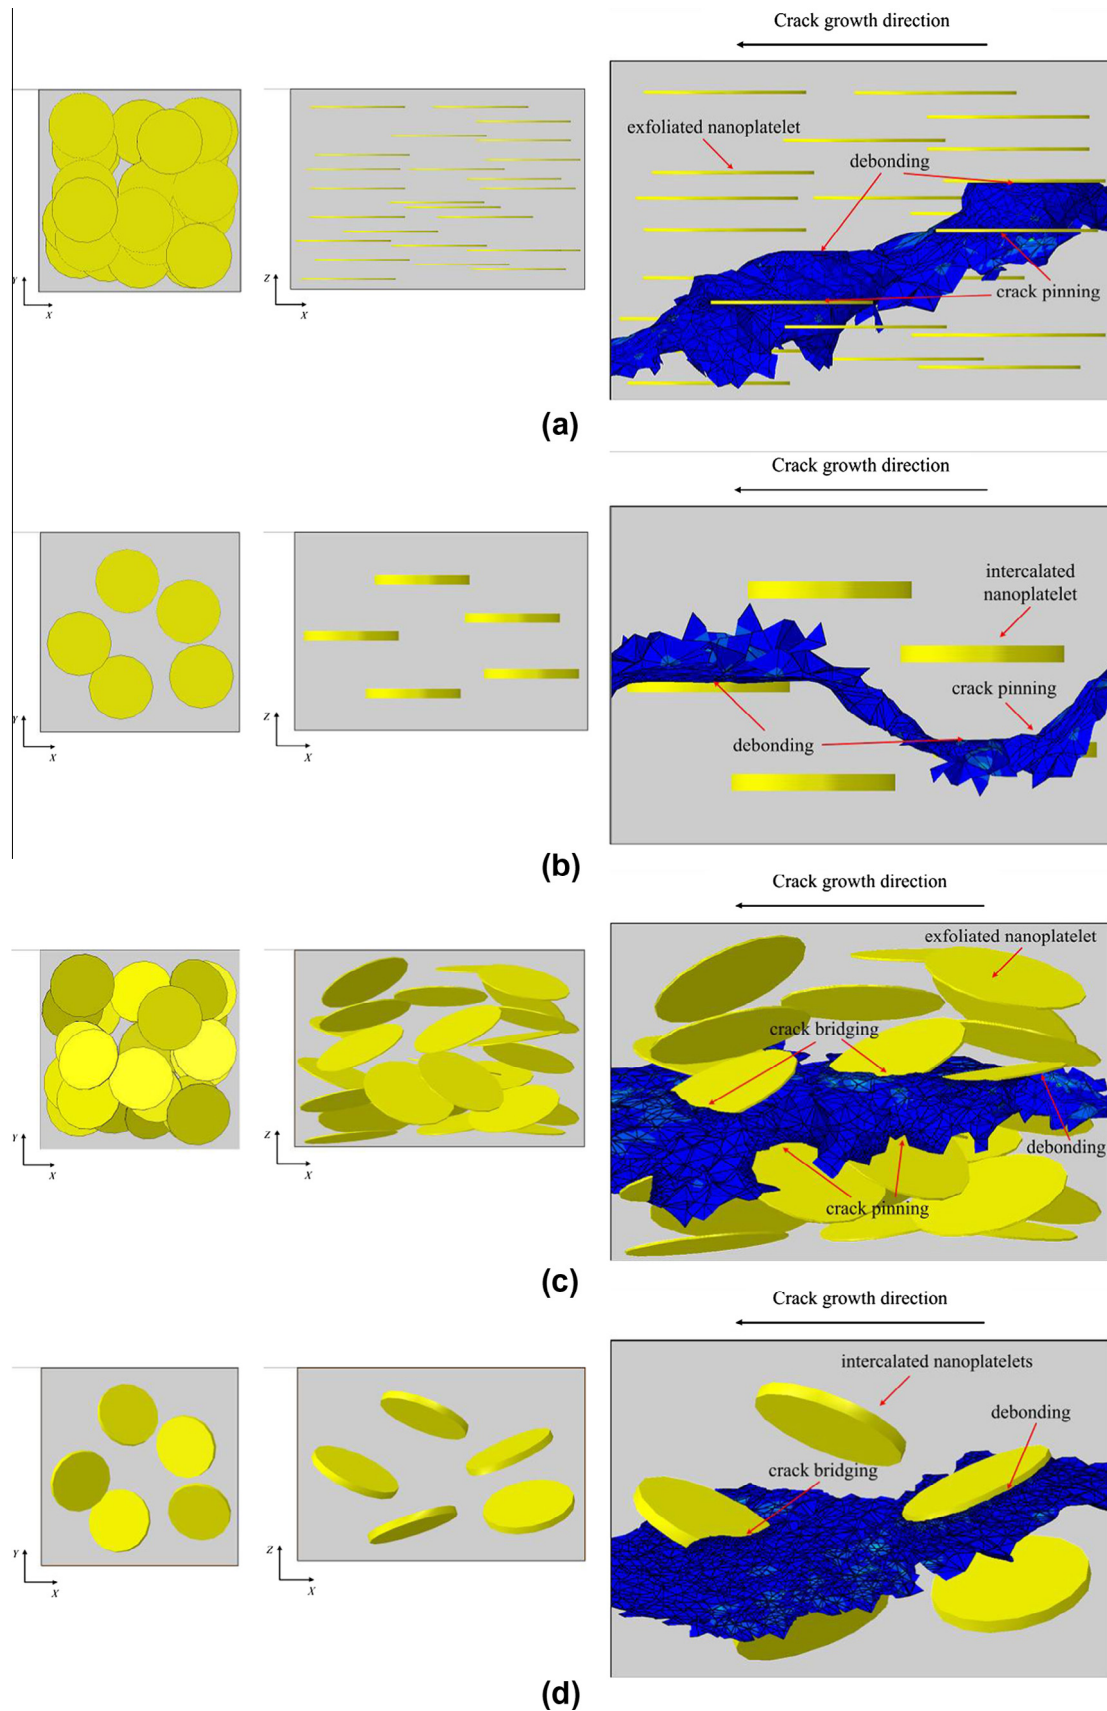 Crack growth direction
exfoliated nanoplatelet
debonding
crack pinning
Y
X
Z
X
(a)
Crack growth direction
intercalated
nanoplatelet
crack pinning
debonding
Y
X
Z
X
(b)
Crack growth direction
exfoliated nanoplatelet
crack bridging
debonding
crack pinning
Y
X
Z
X
(c)
Crack growth direction
intercalated nanoplatelets
debonding
crack bridging
Y
X
Z
X
(d)